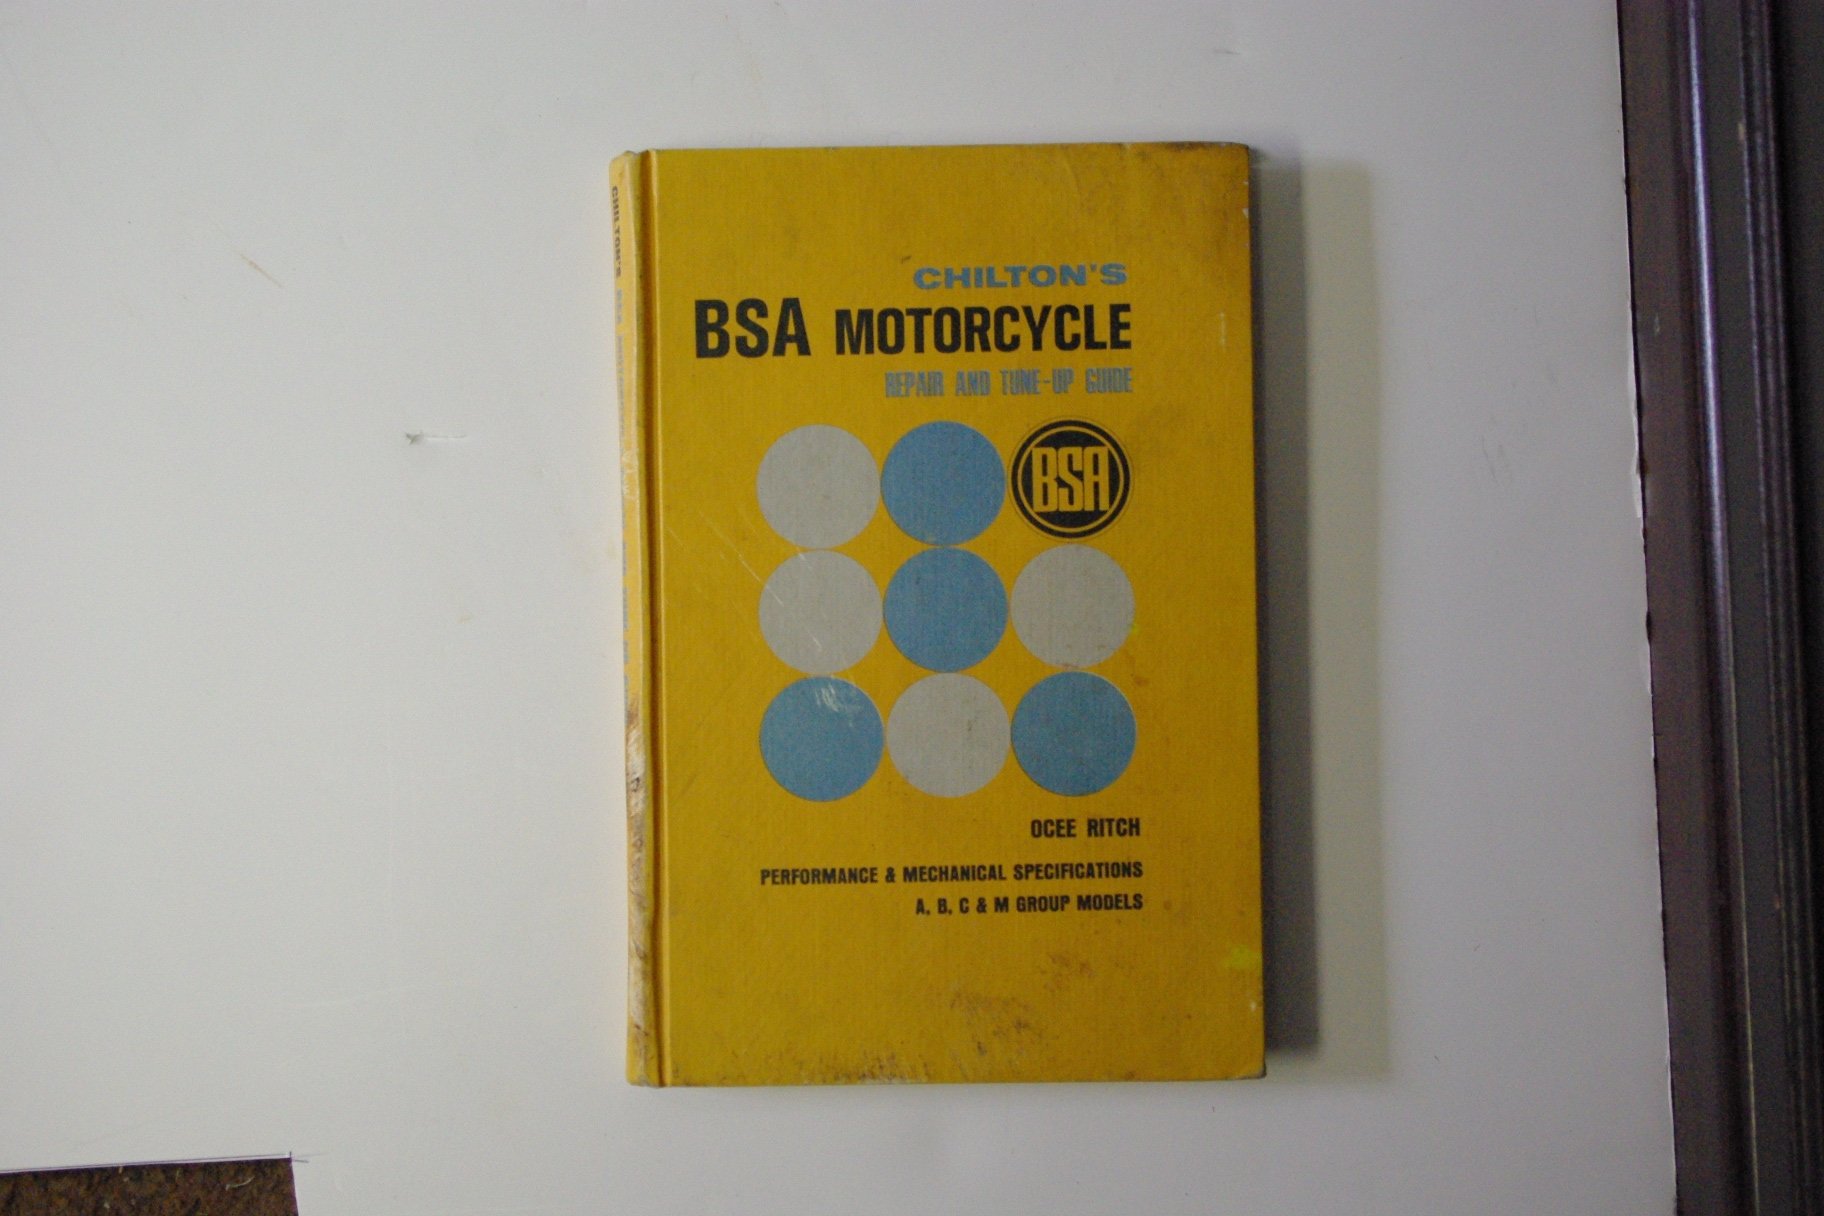 CHILTON'S
BSA MOTORCYCLE
REPAIR AND TUNE-UP GUIDE
BSA
OCEE RITCH
PERFORMANCE & MECHANICAL SPECIFICATIONS
A, B, C & M GROUP MODELS
CHILTON'S BSA